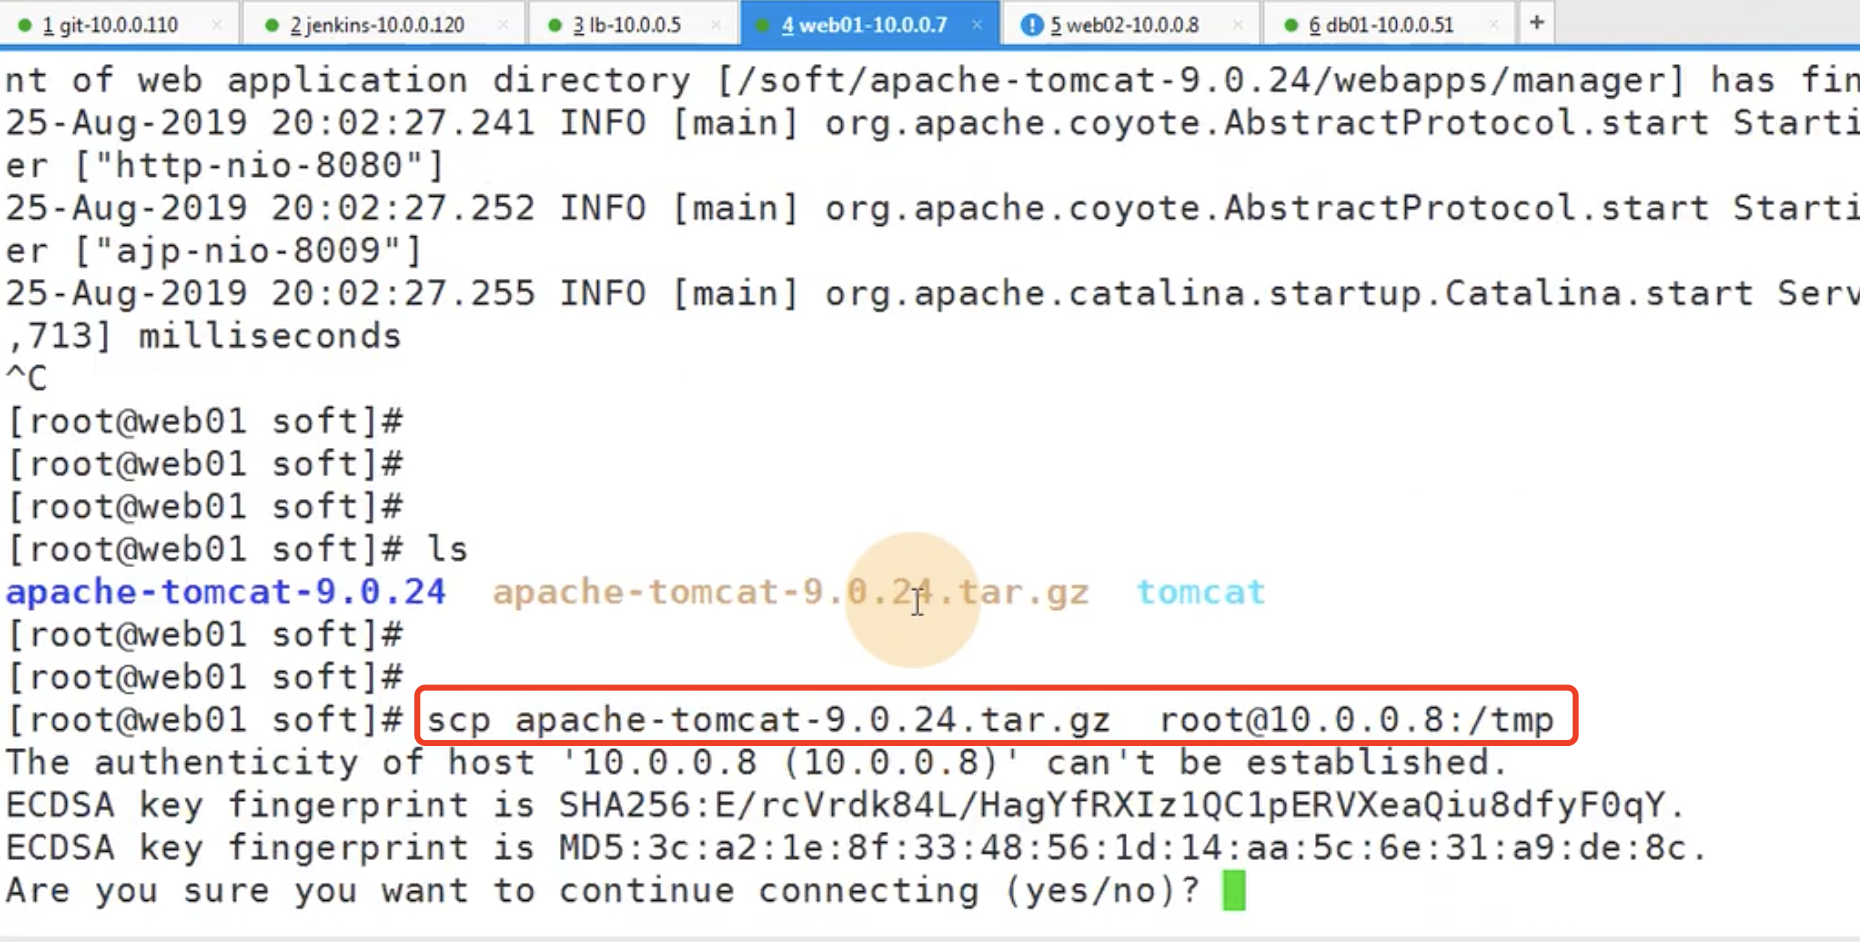 1 git-10.0.0.110 × 2 jenkins-10.0.0.120 × 3 lb-10.0.0.5 × 4 web01-10.0.0.7 × 5 web02-10.0.0.8 × 6 db01-10.0.0.51 × +
nt of web application directory [/soft/apache-tomcat-9.0.24/webapps/manager] has fin
25-Aug-2019 20:02:27.241 INFO [main] org.apache.coyote.AbstractProtocol.start Starti
er ["http-nio-8080"]
25-Aug-2019 20:02:27.252 INFO [main] org.apache.coyote.AbstractProtocol.start Starti
er ["ajp-nio-8009"]
25-Aug-2019 20:02:27.255 INFO [main] org.apache.catalina.startup.Catalina.start Serv
,713] milliseconds
^C
[root@web01 soft]#
[root@web01 soft]#
[root@web01 soft]#
[root@web01 soft]# ls
apache-tomcat-9.0.24  apache-tomcat-9.0.24.tar.gz  tomcat
[root@web01 soft]#
[root@web01 soft]#
[root@web01 soft]# scp apache-tomcat-9.0.24.tar.gz  root@10.0.0.8:/tmp
The authenticity of host '10.0.0.8 (10.0.0.8)' can't be established.
ECDSA key fingerprint is SHA256:E/rcVrdk84L/HagYfRXIz1QC1pERVXeaQiu8dfyF0qY.
ECDSA key fingerprint is MD5:3c:a2:1e:8f:33:48:56:1d:14:aa:5c:6e:31:a9:de:8c.
Are you sure you want to continue connecting (yes/no)?